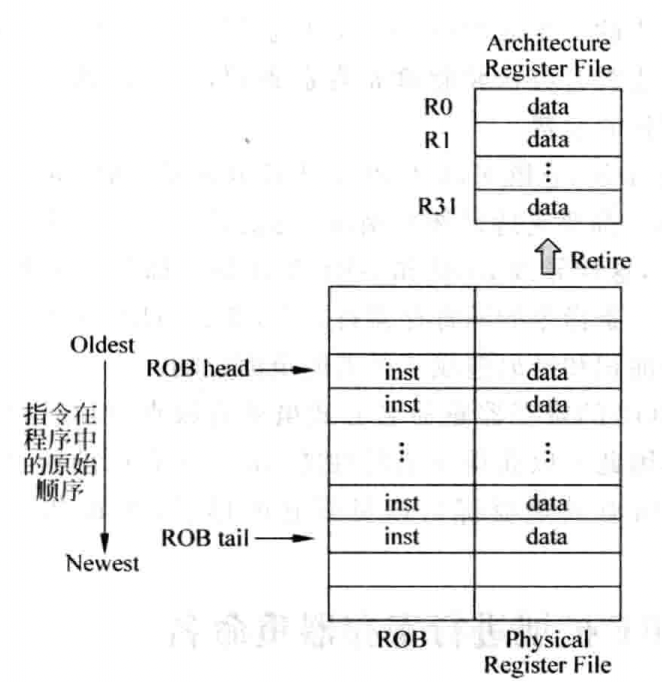 Architecture
Register File
R0 data
R1 data
⋮
R31 data
Retire
Oldest
ROB head inst data
inst data
指令在
程序中
的原始
顺序
⋮ ⋮
inst data
ROB tail inst data
Newest
ROB Physical
Register File